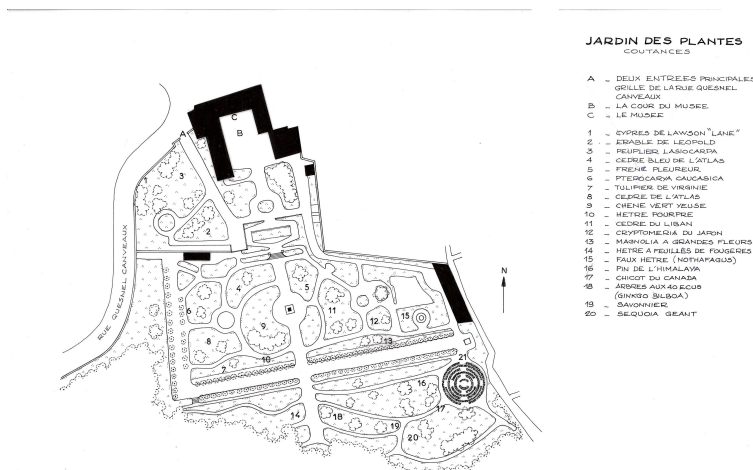 JARDIN DES PLANTES
COUTANCES
A - DEUX ENTREES PRINCIPALES
GRILLE DE LA RUE QUESNEL
CANVEAUX
B - LA COUR DU MUSEE
C - LE MUSEE
1 - CYPRES DE LAWSON "LANE"
2 - ERABLE DE LEOPOLD
3 - PEUPLIER LASIOCARPA
4 - CEDRE BLEU DE L'ATLAS
5 - FRENE PLEUREUR
6 - PTEROCARYA CAUCASICA
7 - TULIPIER DE VIRGINIE
8 - CEDRE DE L'ATLAS
9 - CHENE VERT YEUSE
10 - HETRE POURPRE
11 - CEDRE DU LIBAN
12 - CRYPTOMERIA DU JAPON
13 - MAGNOLIA A GRANDES FLEURS
14 - HETRE A FEUILLES DE FOUGERES
15 - FAUX HETRE (NOTHAFAGUS)
16 - PIN DE L'HIMALAYA
17 - CHICOT DU CANADA
18 - ARBRES AUX 40 ECUS
(GINKGO BILBOA)
19 - SAVONNIER
20 - SEQUOIA GEANT
C
A
B
1
3
2
RUE QUESNEL CANVEAUX
N
4
5
6
11
12
15
9
8
13
10
7
21
16
17
14
18
19
20